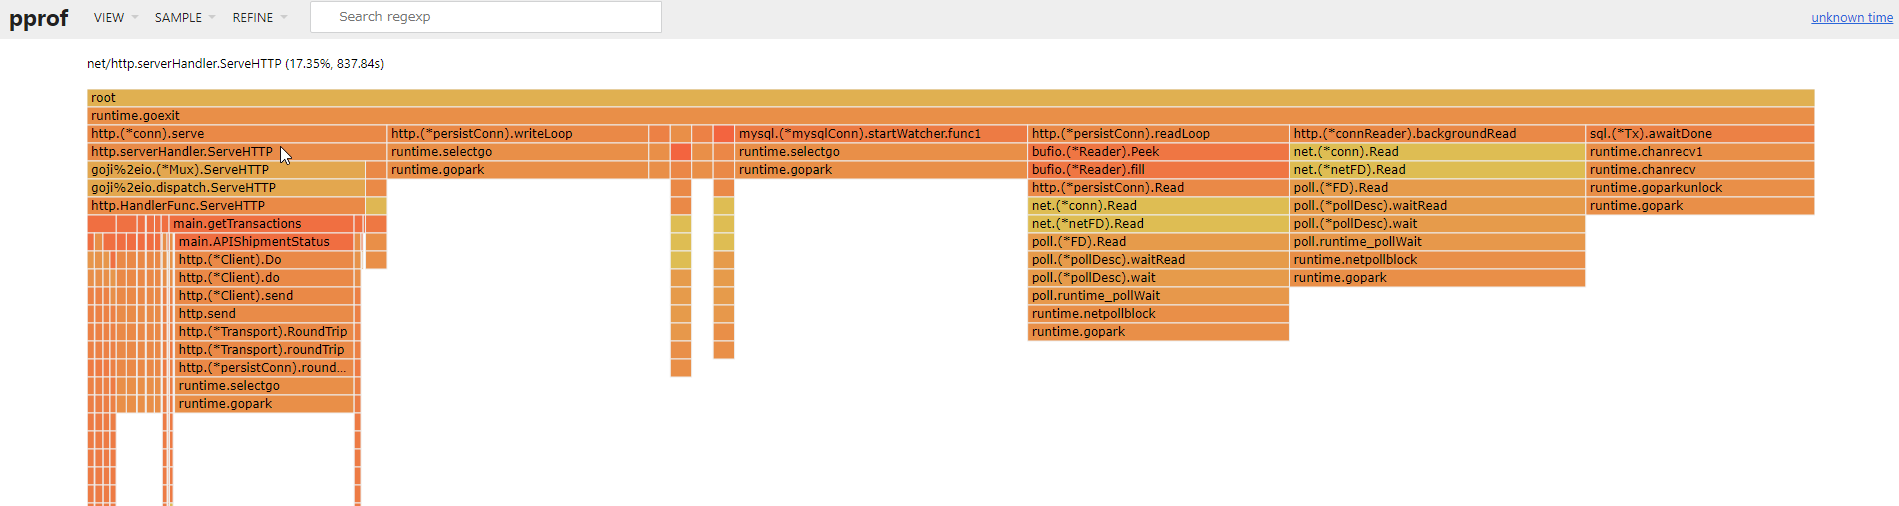 pprof VIEW SAMPLE REFINE Search regexp unknown time
net/http.serverHandler.ServeHTTP (17.35%, 837.84s)
root
runtime.goexit
http.(*conn).serve http.(*persistConn).writeLoop mysql.(*mysqlConn).startWatcher.func1 http.(*persistConn).readLoop http.(*connReader).backgroundRead sql.(*Tx).awaitDone
http.serverHandler.ServeHTTP runtime.selectgo runtime.selectgo bufio.(*Reader).Peek net.(*conn).Read runtime.chanrecv1
goji%2eio.(*Mux).ServeHTTP runtime.gopark runtime.gopark bufio.(*Reader).fill net.(*netFD).Read runtime.chanrecv
goji%2eio.dispatch.ServeHTTP http.(*persistConn).Read poll.(*FD).Read runtime.goparkunlock
http.HandlerFunc.ServeHTTP net.(*conn).Read poll.(*pollDesc).waitRead runtime.gopark
main.getTransactions net.(*netFD).Read poll.(*pollDesc).wait
main.APIShipmentStatus poll.(*FD).Read poll.runtime_pollWait
http.(*Client).Do poll.(*pollDesc).waitRead runtime.netpollblock
http.(*Client).do poll.(*pollDesc).wait runtime.gopark
http.(*Client).send poll.runtime_pollWait
http.send runtime.netpollblock
http.(*Transport).RoundTrip runtime.gopark
http.(*Transport).roundTrip
http.(*persistConn).round...
runtime.selectgo
runtime.gopark